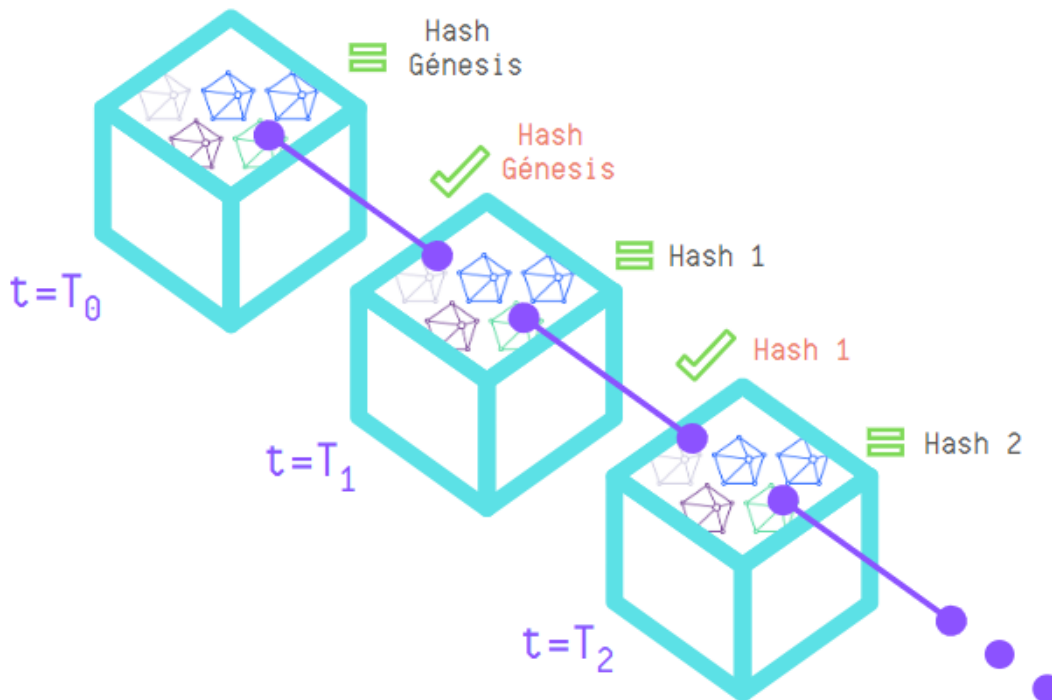 Hash
Génesis
Hash
Génesis
t=T₀
Hash 1
Hash 1
t=T₁
Hash 2
t=T₂